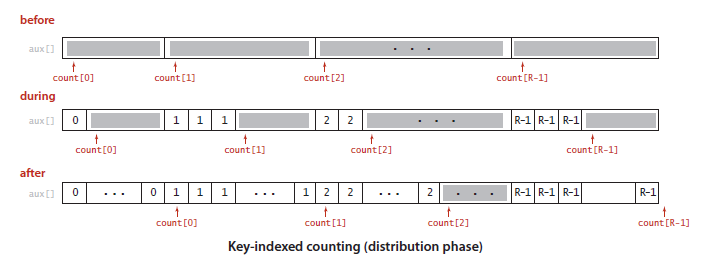 before
aux[] . . .
count[0] count[1] count[2] count[R-1]
during
aux[] 0 1 1 1 2 2 . . . R-1 R-1 R-1
count[0] count[1] count[2] count[R-1]
after
aux[] 0 ... 0 1 1 1 ... 1 2 2 ... 2 . . . R-1 R-1 R-1 R-1
count[0] count[1] count[2] count[R-1]
Key-indexed counting (distribution phase)